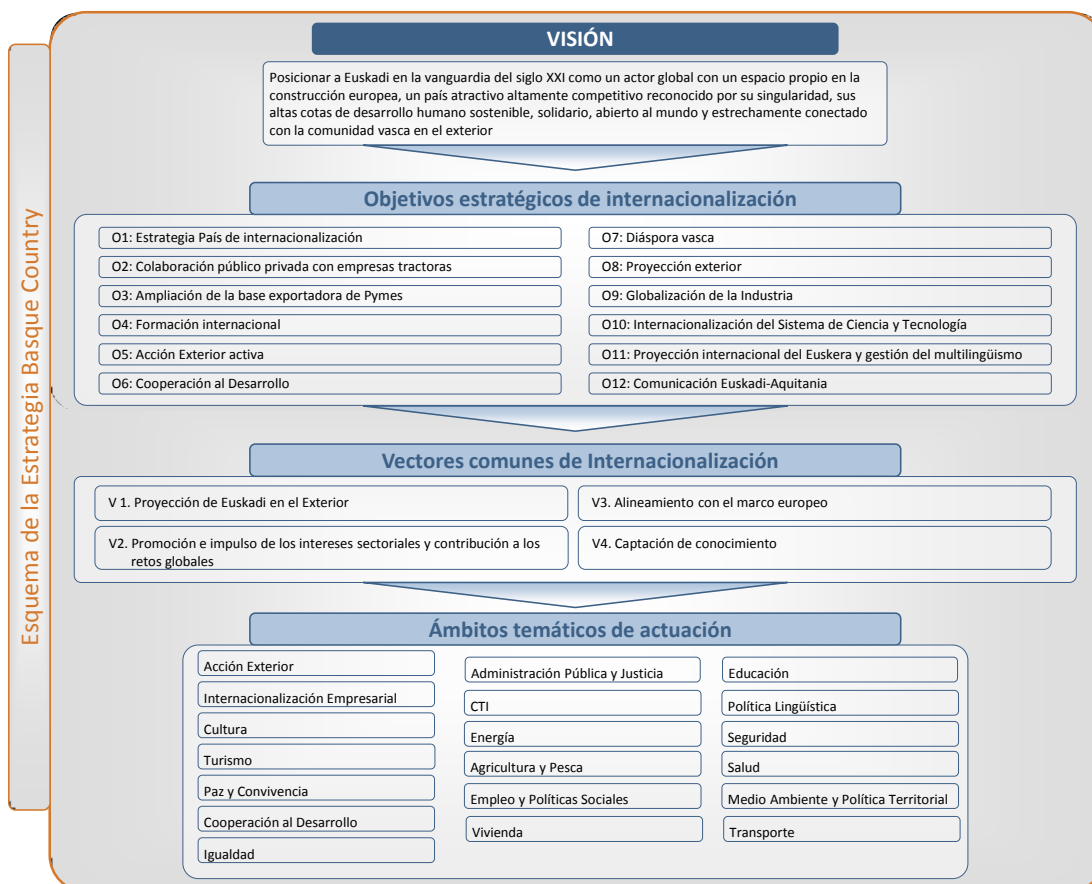 Esquema de la Estrategia Basque Country
VISIÓN
Posicionar a Euskadi en la vanguardia del siglo XXI como un actor global con un espacio propio en la
construcción europea, un país atractivo altamente competitivo reconocido por su singularidad, sus
altas cotas de desarrollo humano sostenible, solidario, abierto al mundo y estrechamente conectado
con la comunidad vasca en el exterior
Objetivos estratégicos de internacionalización
O1: Estrategia País de internacionalización
O2: Colaboración público privada con empresas tractoras
O3: Ampliación de la base exportadora de Pymes
O4: Formación internacional
O5: Acción Exterior activa
O6: Cooperación al Desarrollo
O7: Diáspora vasca
O8: Proyección exterior
O9: Globalización de la Industria
O10: Internacionalización del Sistema de Ciencia y Tecnología
O11: Proyección internacional del Euskera y gestión del multilingüismo
O12: Comunicación Euskadi-Aquitania
Vectores comunes de Internacionalización
V 1. Proyección de Euskadi en el Exterior
V2. Promoción e impulso de los intereses sectoriales y contribución a los
retos globales
V3. Alineamiento con el marco europeo
V4. Captación de conocimiento
Ámbitos temáticos de actuación
Acción Exterior
Internacionalización Empresarial
Cultura
Turismo
Paz y Convivencia
Cooperación al Desarrollo
Igualdad
Administración Pública y Justicia
CTI
Energía
Agricultura y Pesca
Empleo y Políticas Sociales
Vivienda
Educación
Política Lingüística
Seguridad
Salud
Medio Ambiente y Política Territorial
Transporte